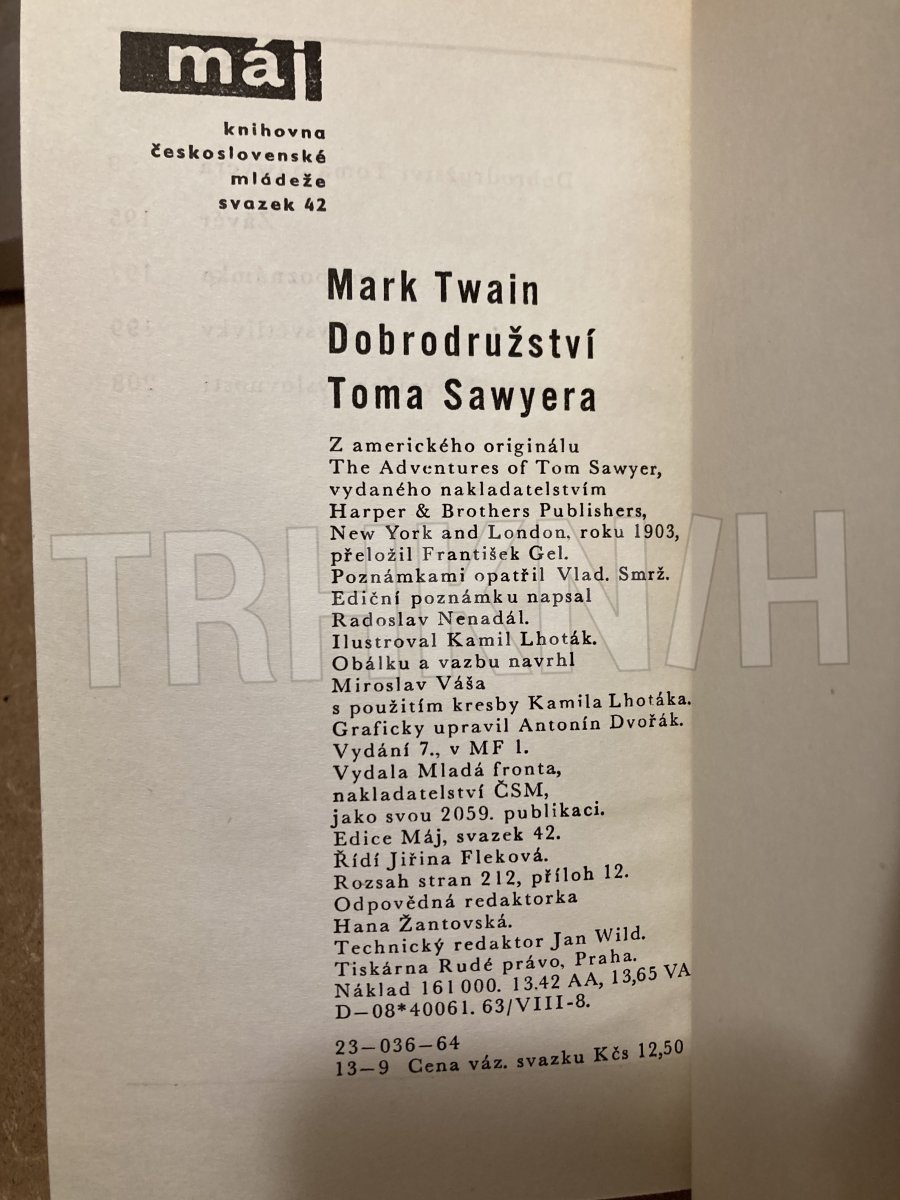 máj
knihovna
československé
mládeže
svazek 42
Mark Twain
Dobrodružství
Toma Sawyera
Z amerického originálu
The Adventures of Tom Sawyer,
vydaného nakladatelstvím
Harper & Brothers Publishers,
New York and London, roku 1903,
přeložil František Gel.
Poznámkami opatřil Vlad. Smrž.
Ediční poznámku napsal
Radoslav Nenadál.
Ilustroval Kamil Lhoták.
Obálku a vazbu navrhl
Miroslav Váša
s použitím kresby Kamila Lhotáka.
Graficky upravil Antonín Dvořák.
Vydání 7., v MF 1.
Vydala Mladá fronta,
nakladatelství ČSM,
jako svou 2059. publikaci.
Edice Máj, svazek 42.
Řídí Jiřina Fleková.
Rozsah stran 212, příloh 12.
Odpovědná redaktorka
Hana Žantovská.
Technický redaktor Jan Wild.
Tiskárna Rudé právo, Praha.
Náklad 161 000. 13.42 AA, 13,65 VA
D—08*40061. 63/VIII-8.
23—036—64
13—9 Cena váz. svazku Kčs 12,50
TRHKN/H